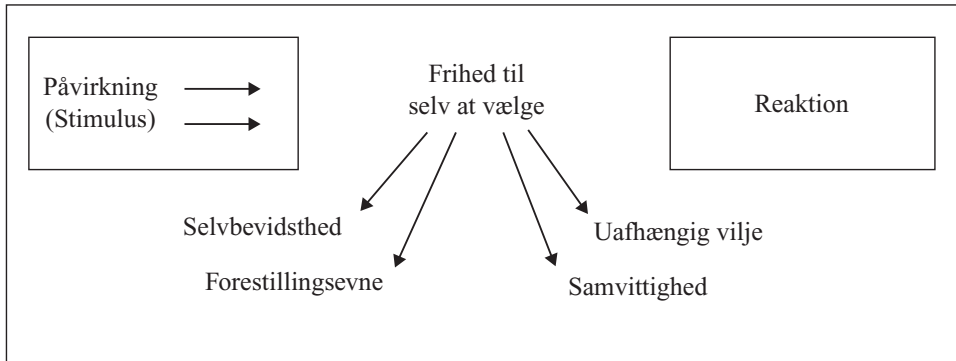 Påvirkning
(Stimulus)
Frihed til
selv at vælge
Reaktion
Selvbevidsthed
Uafhængig vilje
Forestillingsevne
Samvittighed